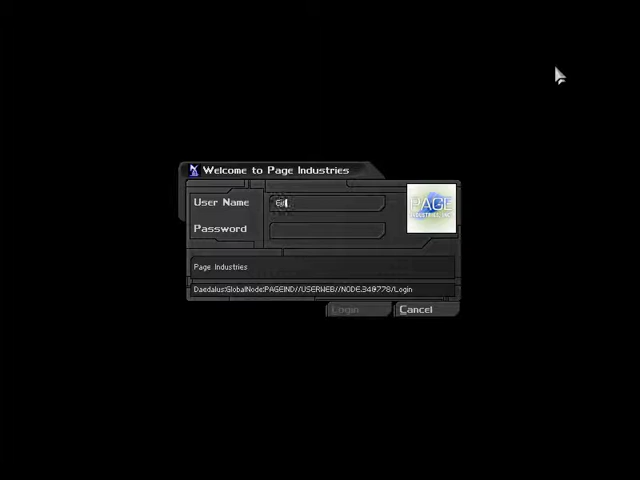 Welcome to Page Industries
User Name
PAGE
INDUSTRIES, INC.
Password
Page Industries
Daedalus:GlobalNode:PAGEIND//USERWEB//NODE.340778/Login
Login
Cancel